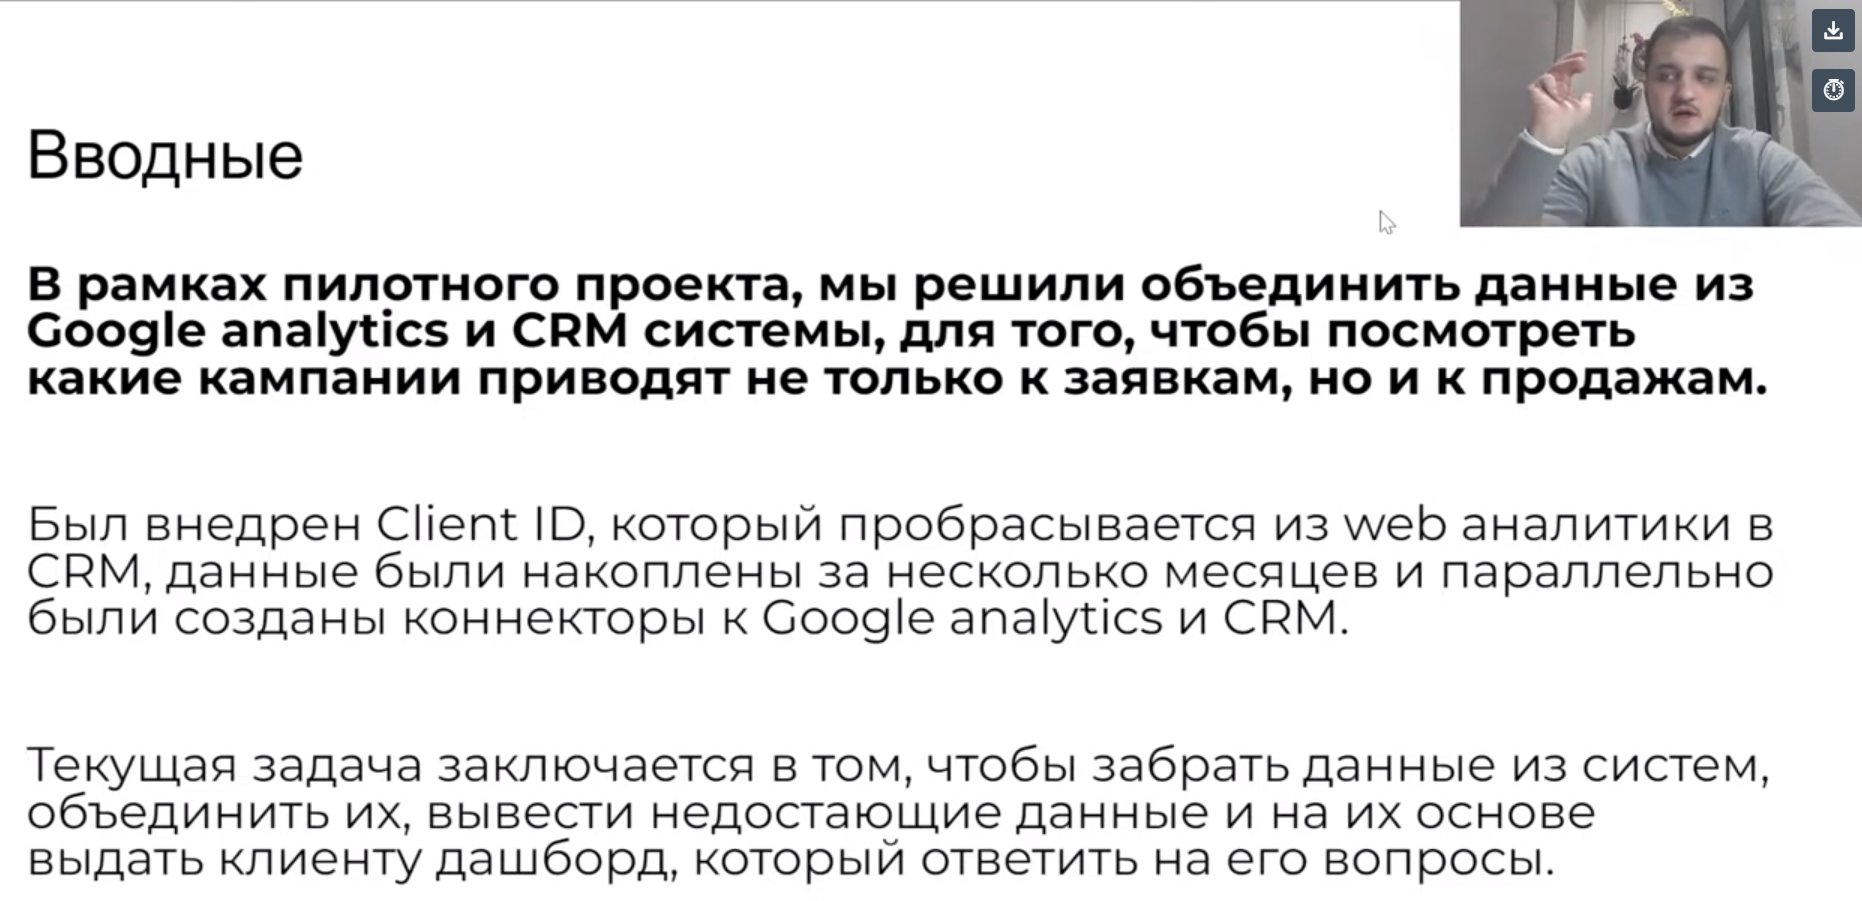 Вводные
В рамках пилотного проекта, мы решили объединить данные из
Google analytics и CRM системы, для того, чтобы посмотреть
какие кампании приводят не только к заявкам, но и к продажам.
Был внедрен Client ID, который пробрасывается из web аналитики в
CRM, данные были накоплены за несколько месяцев и параллельно
были созданы коннекторы к Google analytics и CRM.
Текущая задача заключается в том, чтобы забрать данные из систем,
объединить их, вывести недостающие данные и на их основе
выдать клиенту дашборд, который ответить на его вопросы.